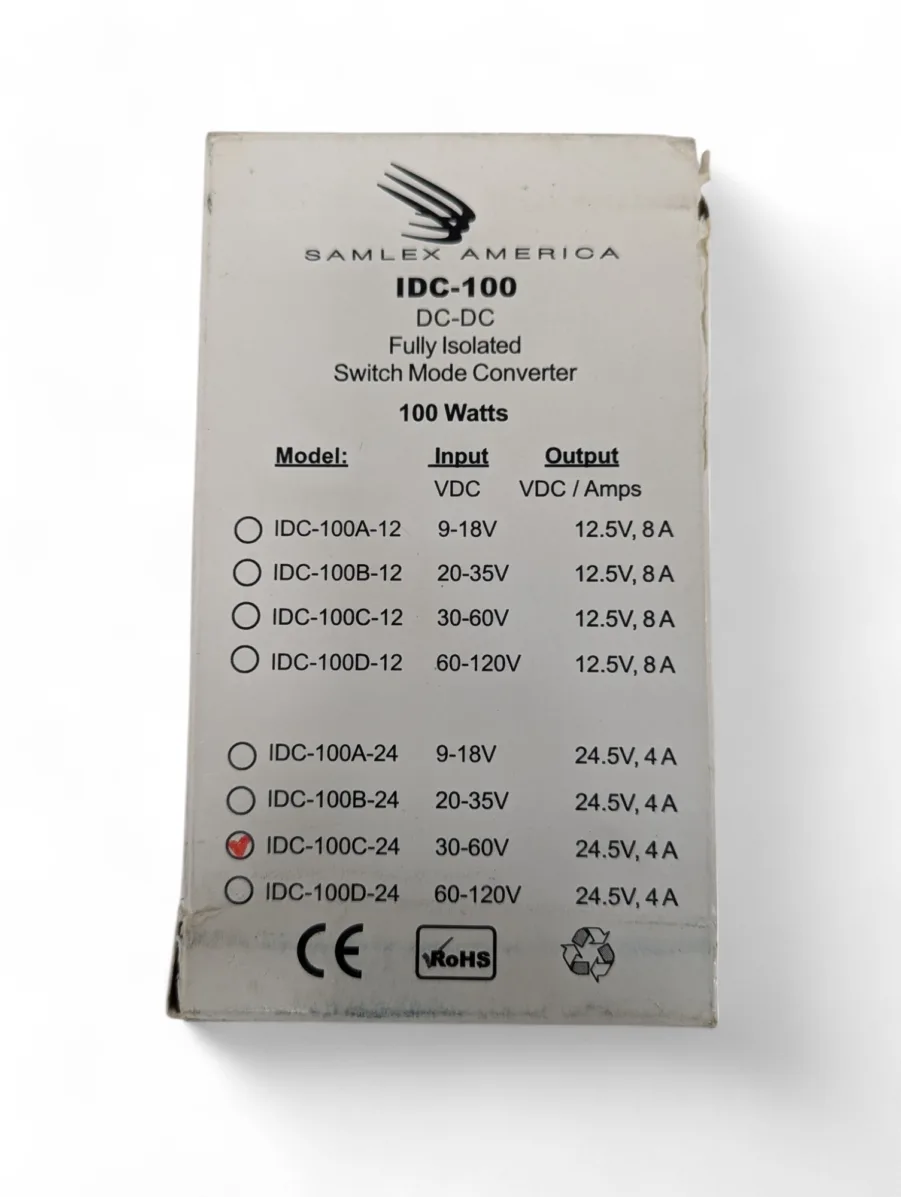 SAMLEX AMERICA
IDC-100
DC-DC
Fully Isolated
Switch Mode Converter
100 Watts
Model: Input Output
VDC VDC / Amps
IDC-100A-12 9-18V 12.5V, 8 A
IDC-100B-12 20-35V 12.5V, 8 A
IDC-100C-12 30-60V 12.5V, 8 A
IDC-100D-12 60-120V 12.5V, 8 A
IDC-100A-24 9-18V 24.5V, 4 A
IDC-100B-24 20-35V 24.5V, 4 A
IDC-100C-24 30-60V 24.5V, 4 A
IDC-100D-24 60-120V 24.5V, 4 A
CE RoHS